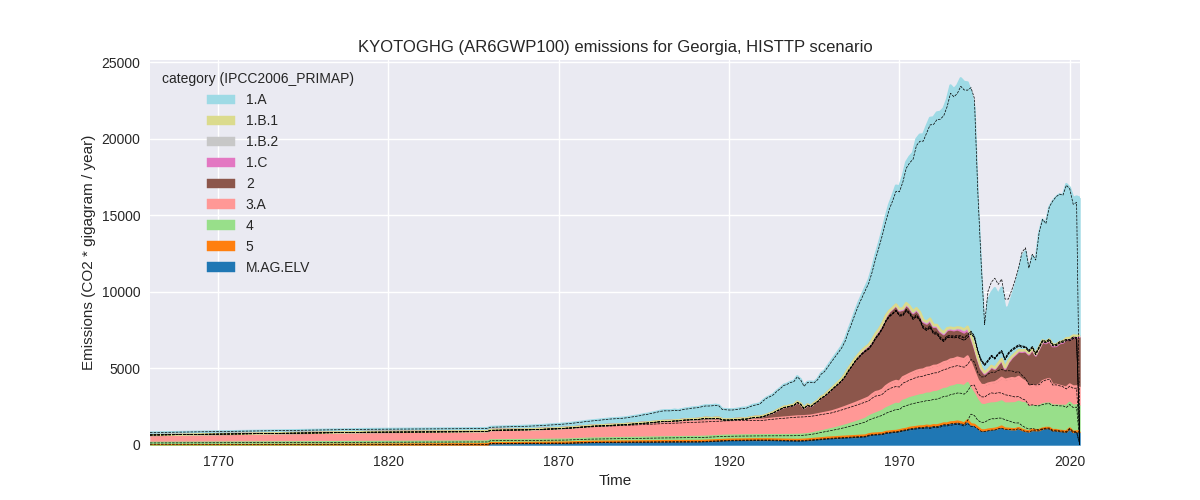 KYOTOGHG (AR6GWP100) emissions for Georgia, HISTTP scenario
Emissions (CO2 * gigagram / year)
25000
20000
15000
10000
5000
0
category (IPCC2006_PRIMAP)
1.A
1.B.1
1.B.2
1.C
2
3.A
4
5
M.AG.ELV
1770
1820
1870
1920
1970
2020
Time